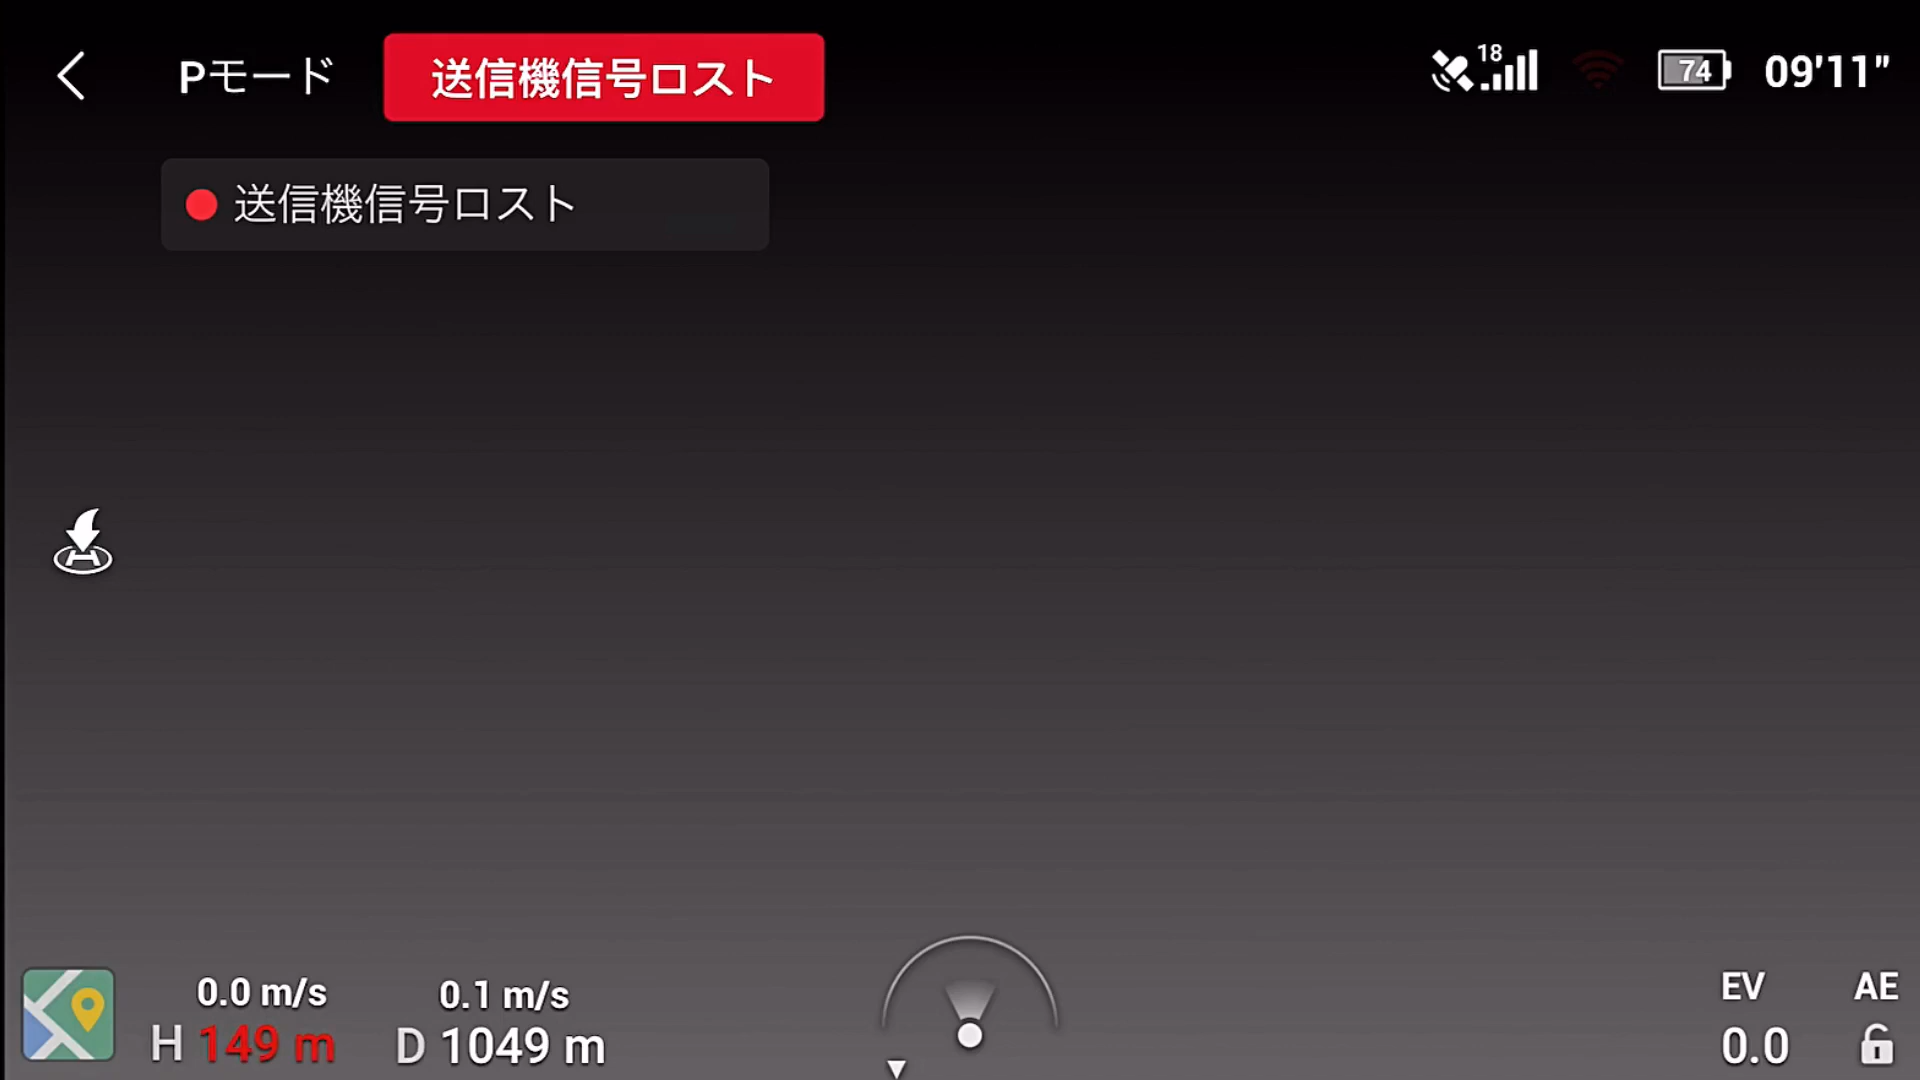 Pモード 送信機信号ロスト 18 74 09'11"
送信機信号ロスト
0.0 m/s 0.1 m/s EV AE
H 149 m D 1049 m 0.0